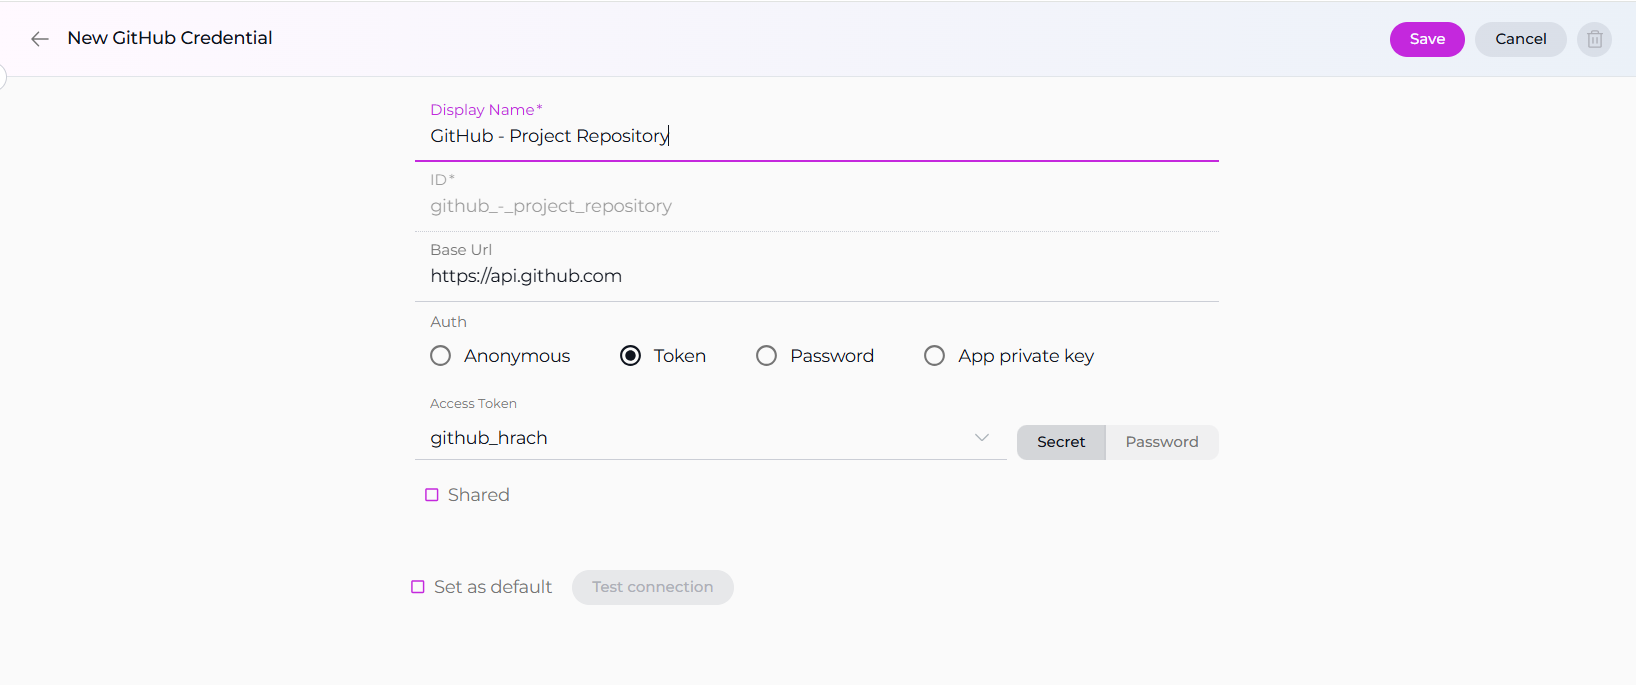 New GitHub Credential
Save
Cancel
Display Name*
GitHub - Project Repository
ID*
github_-_project_repository
Base Url
https://api.github.com
Auth
Anonymous Token Password App private key
Access Token
github_hrach
Secret Password
Shared
Set as default Test connection